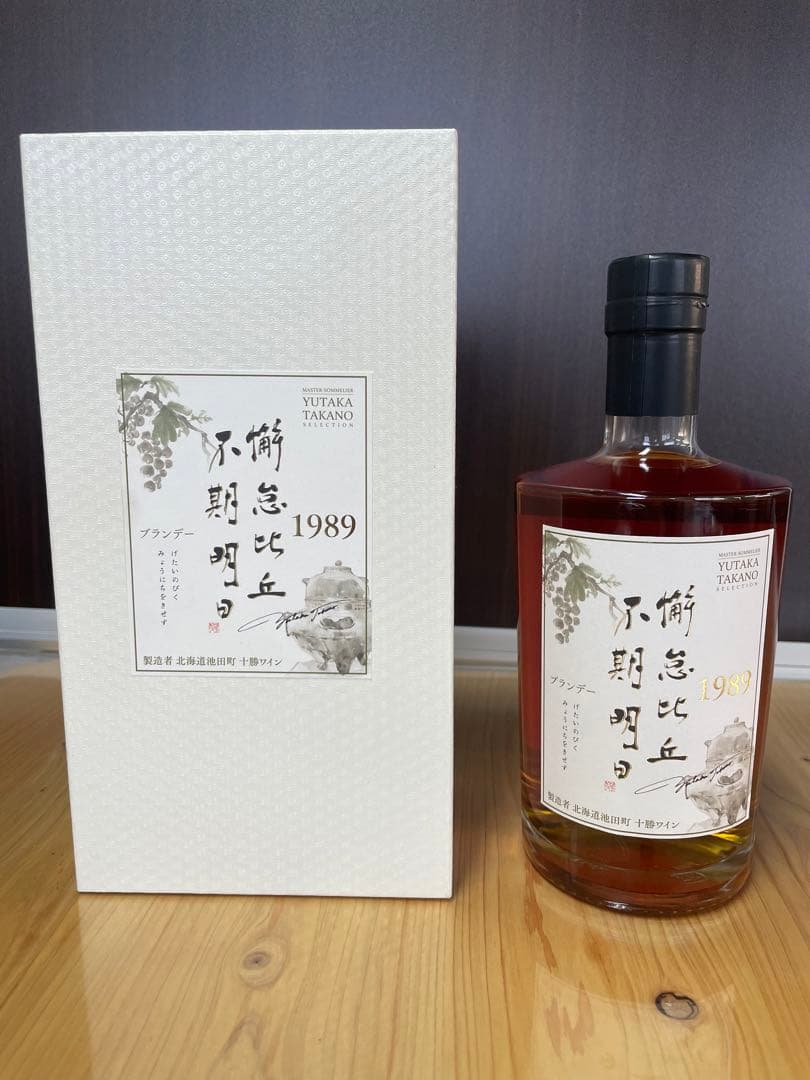 MASTER SOMMELIER
YUTAKA
TAKANO
SELECTION
懈怠比丘
不期明日
1989
ブランデー
げたいのびく
みょうにちをきせず
Yutaka Takano
製造者 北海道池田町 十勝ワイン
MASTER SOMMELIER
YUTAKA
TAKANO
SELECTION
懈怠比丘
不期明日
1989
ブランデー
げたいのびく
みょうにちをきせず
Yutaka Takano
製造者 北海道池田町 十勝ワイン